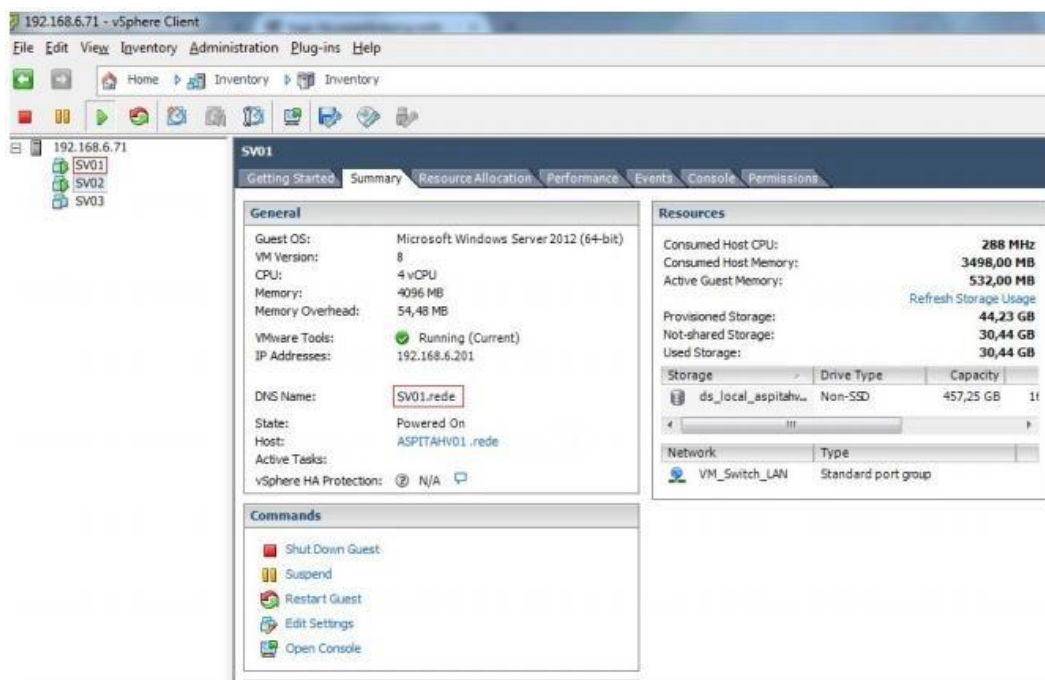 192.168.6.71 - vSphere Client
File Edit View Inventory Administration Plug-ins Help
Home Inventory Inventory
192.168.6.71
SV01
SV02
SV03
SV01
Getting Started Summary Resource Allocation Performance Events Console Permissions
General
Guest OS: Microsoft Windows Server 2012 (64-bit)
VM Version: 8
CPU: 4 vCPU
Memory: 4096 MB
Memory Overhead: 54,48 MB
VMware Tools: Running (Current)
IP Addresses: 192.168.6.201
DNS Name: SV01.rede
State: Powered On
Host: ASPITAHV01 .rede
Active Tasks:
vSphere HA Protection: N/A
Commands
Shut Down Guest
Suspend
Restart Guest
Edit Settings
Open Console
Resources
Consumed Host CPU: 288 MHz
Consumed Host Memory: 3498,00 MB
Active Guest Memory: 532,00 MB
Refresh Storage Usage
Provisioned Storage: 44,23 GB
Not-shared Storage: 30,44 GB
Used Storage: 30,44 GB
Storage Drive Type Capacity
ds_local_aspitahv... Non-SSD 457,25 GB
Network Type
VM_Switch_LAN Standard port group